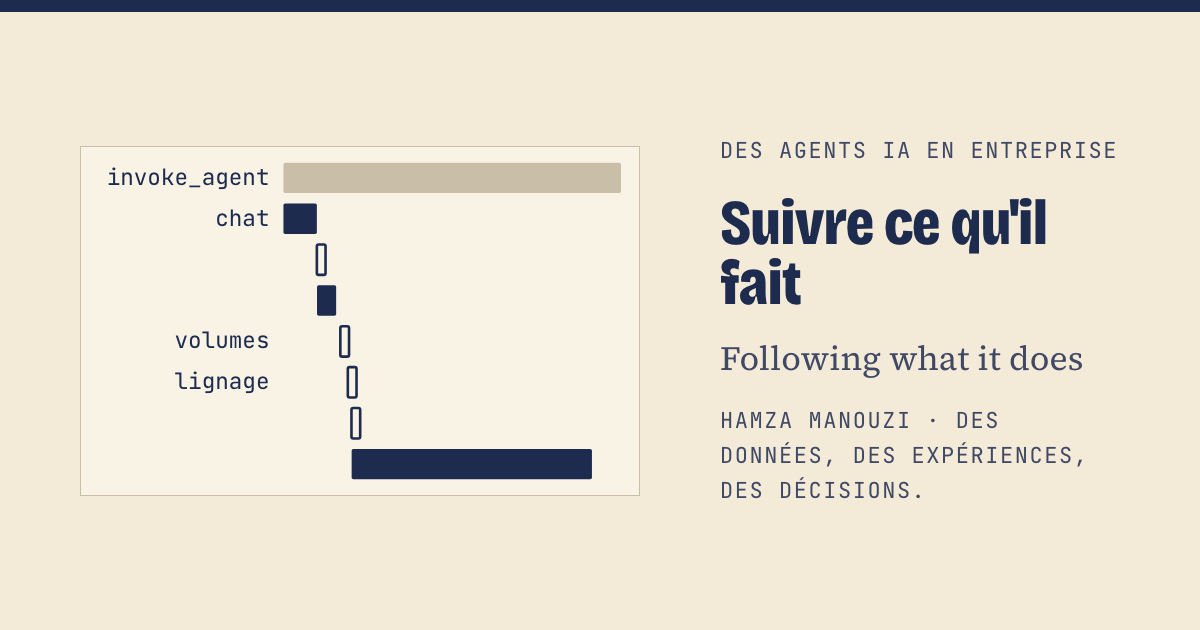 invoke_agent
chat
volumes
lignage
DES AGENTS IA EN ENTREPRISE
Suivre ce qu'il
fait
Following what it does
HAMZA MANOUZI · DES
DONNÉES, DES EXPÉRIENCES,
DES DÉCISIONS.